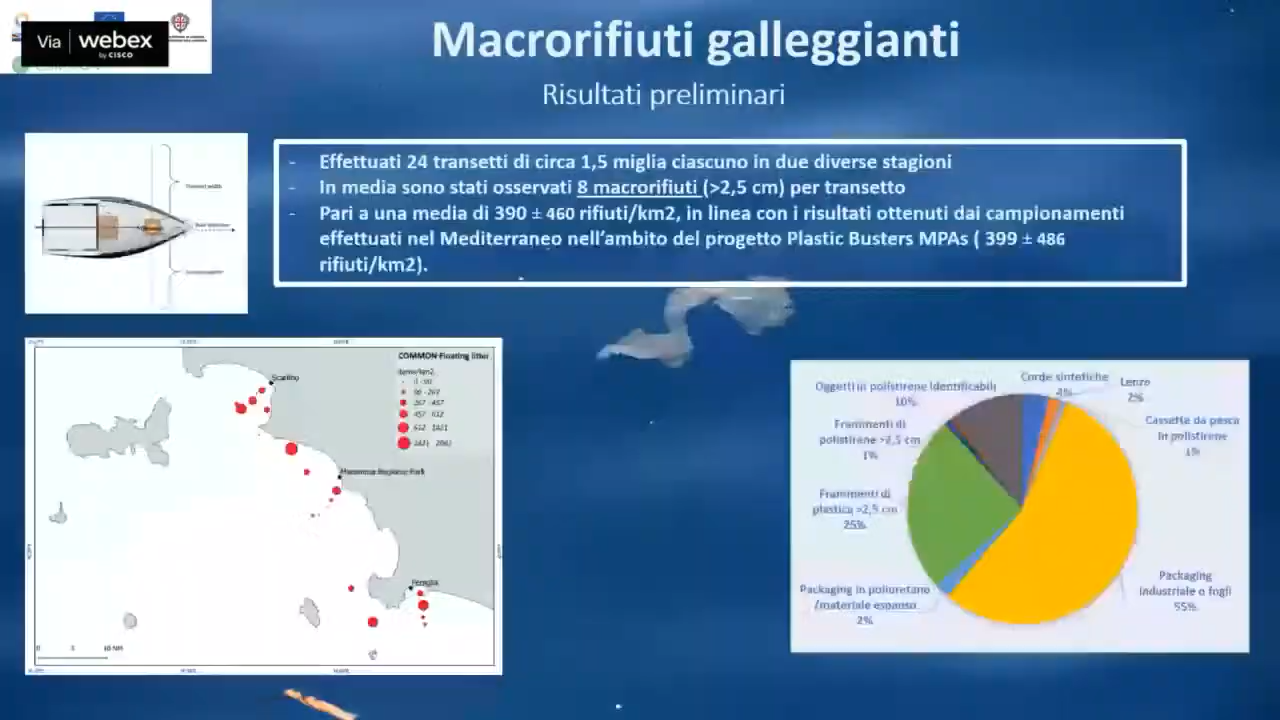 Via webex
by CISCO
Macrorifiuti galleggianti
Risultati preliminari
- Effettuati 24 transetti di circa 1,5 miglia ciascuno in due diverse stagioni
- In media sono stati osservati 8 macrorifiuti (>2,5 cm) per transetto
- Pari a una media di 390 ± 460 rifiuti/km2, in linea con i risultati ottenuti dai campionamenti
effettuati nel Mediterraneo nell'ambito del progetto Plastic Busters MPAs ( 399 ± 486
rifiuti/km2).
COMMON Floating litter
Scarlino
Maremma Regional Park
Feniglia
Oggetti in polistirene identificabili
10%
Corde sintetiche
4%
Lenze
2%
Cassette da pesca
in polistirene
1%
Frammenti di
polistirene >2,5 cm
1%
Frammenti di
plastica >2,5 cm
25%
Packaging in poliuretano
/materiale espanso
2%
Packaging
industriale o fogli
55%